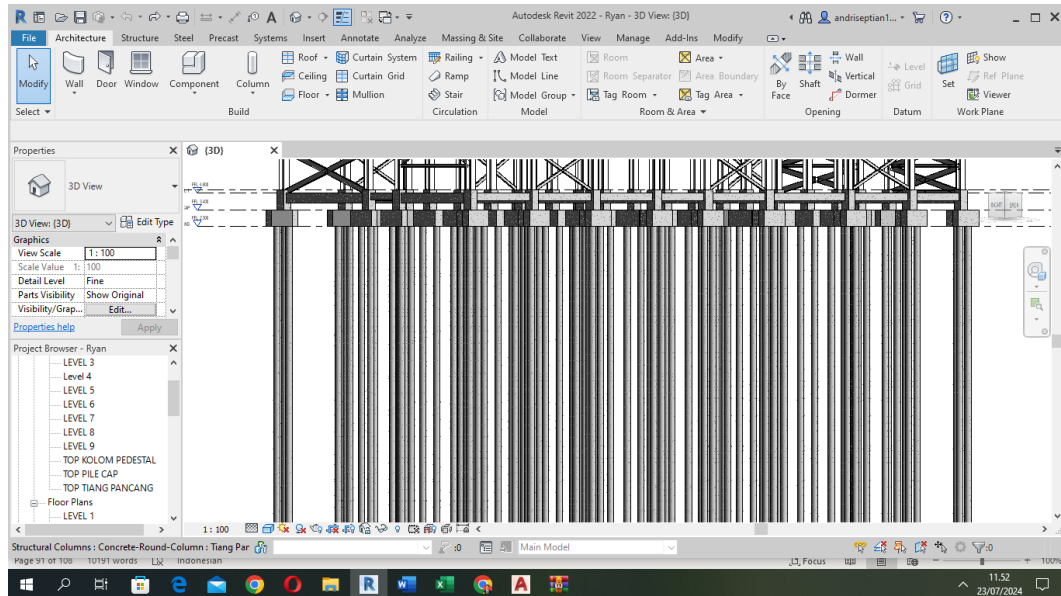 Autodesk Revit 2022 - Ryan - 3D View: {3D}
andriseptian1...
File Architecture Structure Steel Precast Systems Insert Annotate Analyze Massing & Site Collaborate View Manage Add-Ins Modify
Modify
Wall
Door
Window
Component
Column
Roof
Ceiling
Floor
Curtain System
Curtain Grid
Mullion
Railing
Ramp
Stair
Model Text
Model Line
Model Group
Room
Room Separator
Tag Room
Area
Area Boundary
Tag Area
By Face
Shaft
Wall
Vertical
Dormer
Level
Grid
Set
Show
Ref Plane
Viewer
Select Build Circulation Model Room & Area Opening Datum Work Plane
Properties
{3D}
3D View
3D View: {3D}
Edit Type
Graphics
View Scale 1 : 100
Scale Value 1: 100
Detail Level Fine
Parts Visibility Show Original
Visibility/Grap... Edit...
Properties help Apply
Project Browser - Ryan
LEVEL 3
Level 4
LEVEL 5
LEVEL 6
LEVEL 7
LEVEL 8
LEVEL 9
TOP KOLOM PEDESTAL
TOP PILE CAP
TOP TIANG PANCANG
Floor Plans
LEVEL 1
1 : 100
Structural Columns : Concrete-Round-Column : Tiang Par
:0
Main Model
:0
Page 91 of 108 10191 words Indonesian
Focus
100%
11.52
23/07/2024